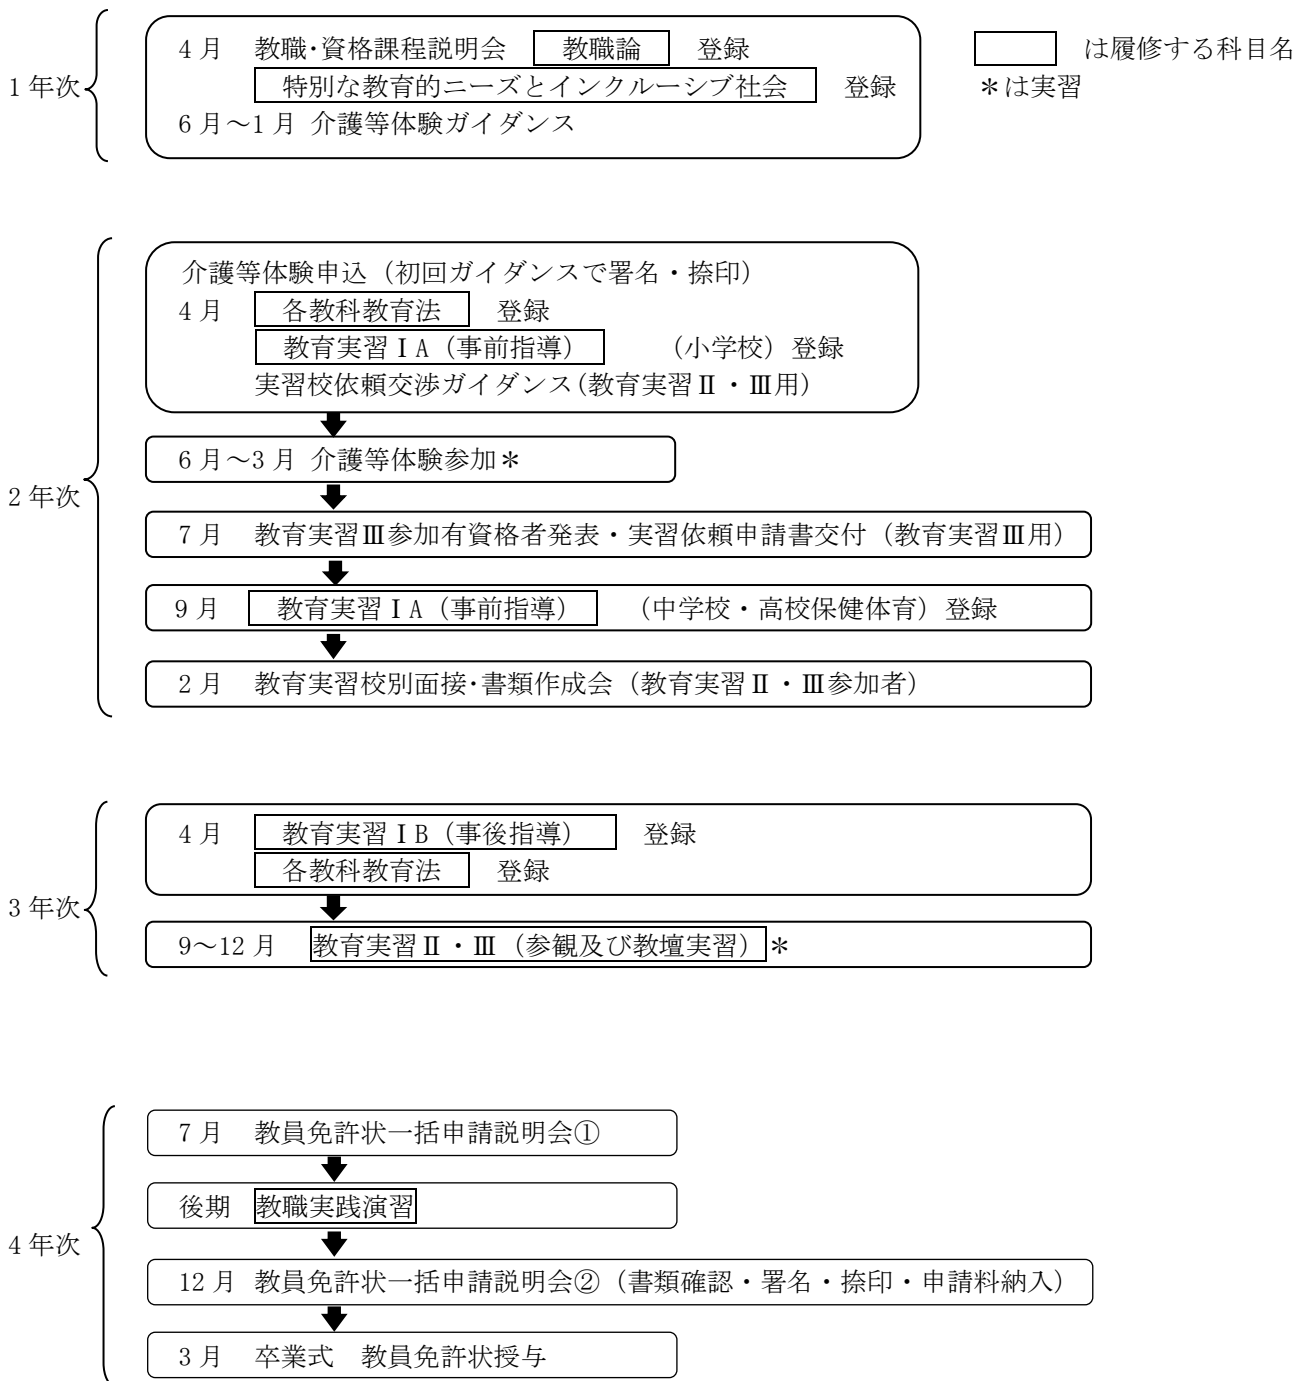 1年次
4月 教職・資格課程説明会 教職論 登録
特別な教育的ニーズとインクルーシブ社会 登録
6月～1月 介護等体験ガイダンス
は履修する科目名
＊は実習
2年次
介護等体験申込（初回ガイダンスで署名・捺印）
4月 各教科教育法 登録
教育実習ⅠA（事前指導） （小学校）登録
実習校依頼交渉ガイダンス（教育実習Ⅱ・Ⅲ用）
6月～3月 介護等体験参加＊
7月 教育実習Ⅲ参加有資格者発表・実習依頼申請書交付（教育実習Ⅲ用）
9月 教育実習ⅠA（事前指導） （中学校・高校保健体育）登録
2月 教育実習校別面接・書類作成会（教育実習Ⅱ・Ⅲ参加者）
3年次
4月 教育実習ⅠB（事後指導） 登録
各教科教育法 登録
9～12月 教育実習Ⅱ・Ⅲ（参観及び教壇実習）＊
4年次
7月 教員免許状一括申請説明会①
後期 教職実践演習
12月 教員免許状一括申請説明会②（書類確認・署名・捺印・申請料納入）
3月 卒業式 教員免許状授与